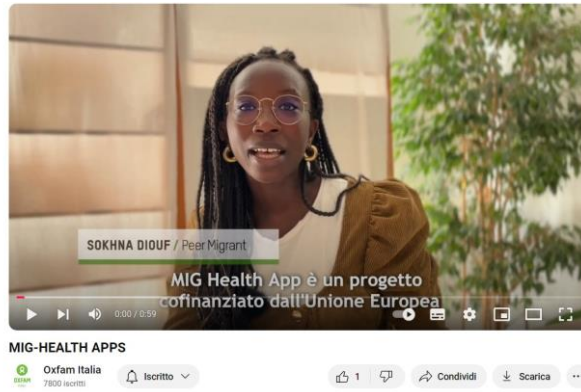 SOKHNA DIOUF / Peer Migrant
MIG Health App è un progetto
cofinanziato dall'Unione Europea
0:00 / 0:59
MIG-HEALTH APPS
OXFAM
Oxfam Italia
7800 iscritti
Iscritto
1
Condividi
Scarica